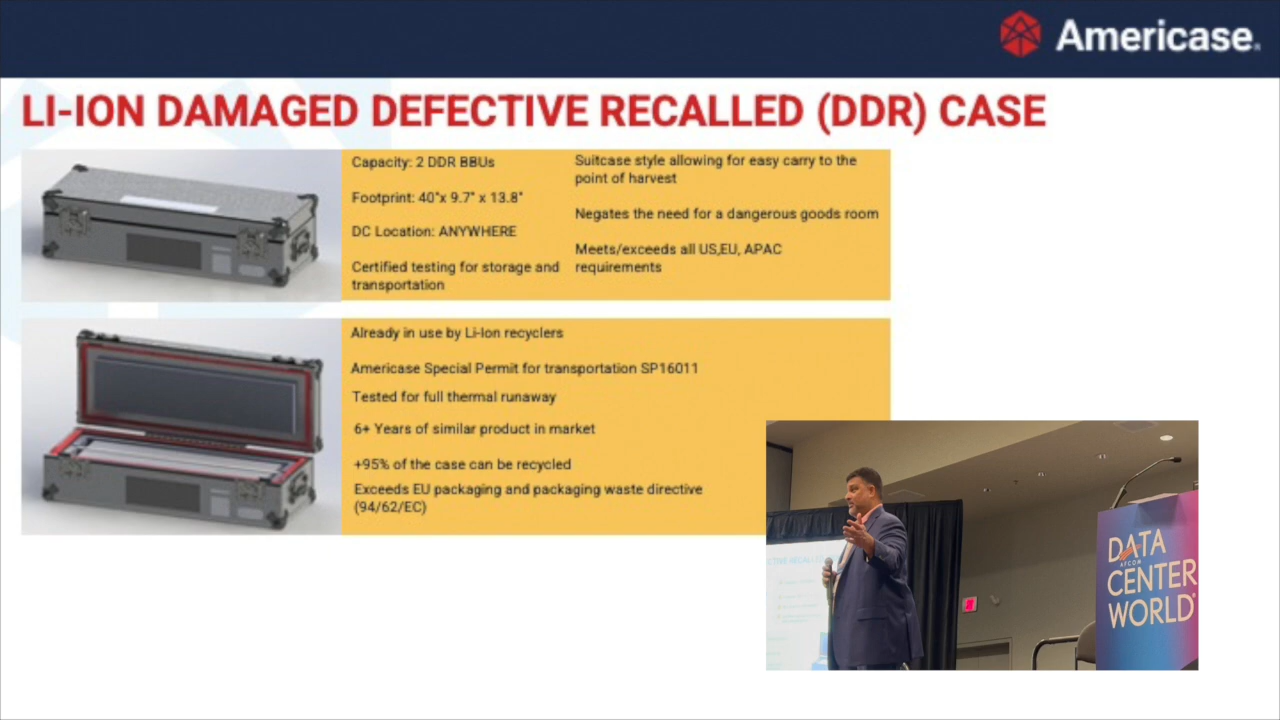 Americase.
LI-ION DAMAGED DEFECTIVE RECALLED (DDR) CASE
Capacity: 2 DDR BBUs
Footprint: 40"x 9.7" x 13.8"
DC Location: ANYWHERE
Certified testing for storage and
transportation
Suitcase style allowing for easy carry to the
point of harvest
Negates the need for a dangerous goods room
Meets/exceeds all US,EU, APAC
requirements
Already in use by Li-Ion recyclers
Americase Special Permit for transportation SP16011
Tested for full thermal runaway
6+ Years of similar product in market
+95% of the case can be recycled
Exceeds EU packaging and packaging waste directive
(94/62/EC)
DATA
AFCOM
CENTER
WORLD